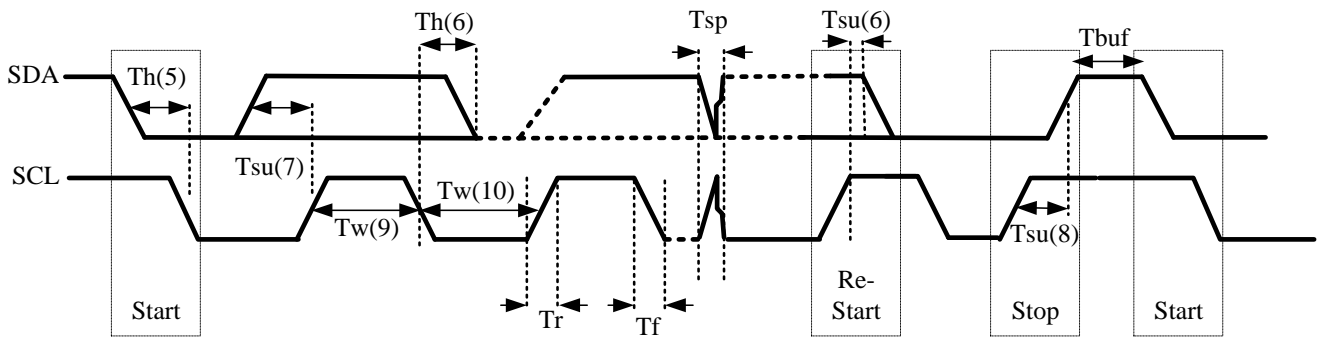 Th(6)
Tsp
Tsu(6)
Tbuf
SDA
Th(5)
Tsu(7)
SCL
Tw(9)
Tw(10)
Tsu(8)
Start
Tr
Tf
Re-
Start
Stop
Start